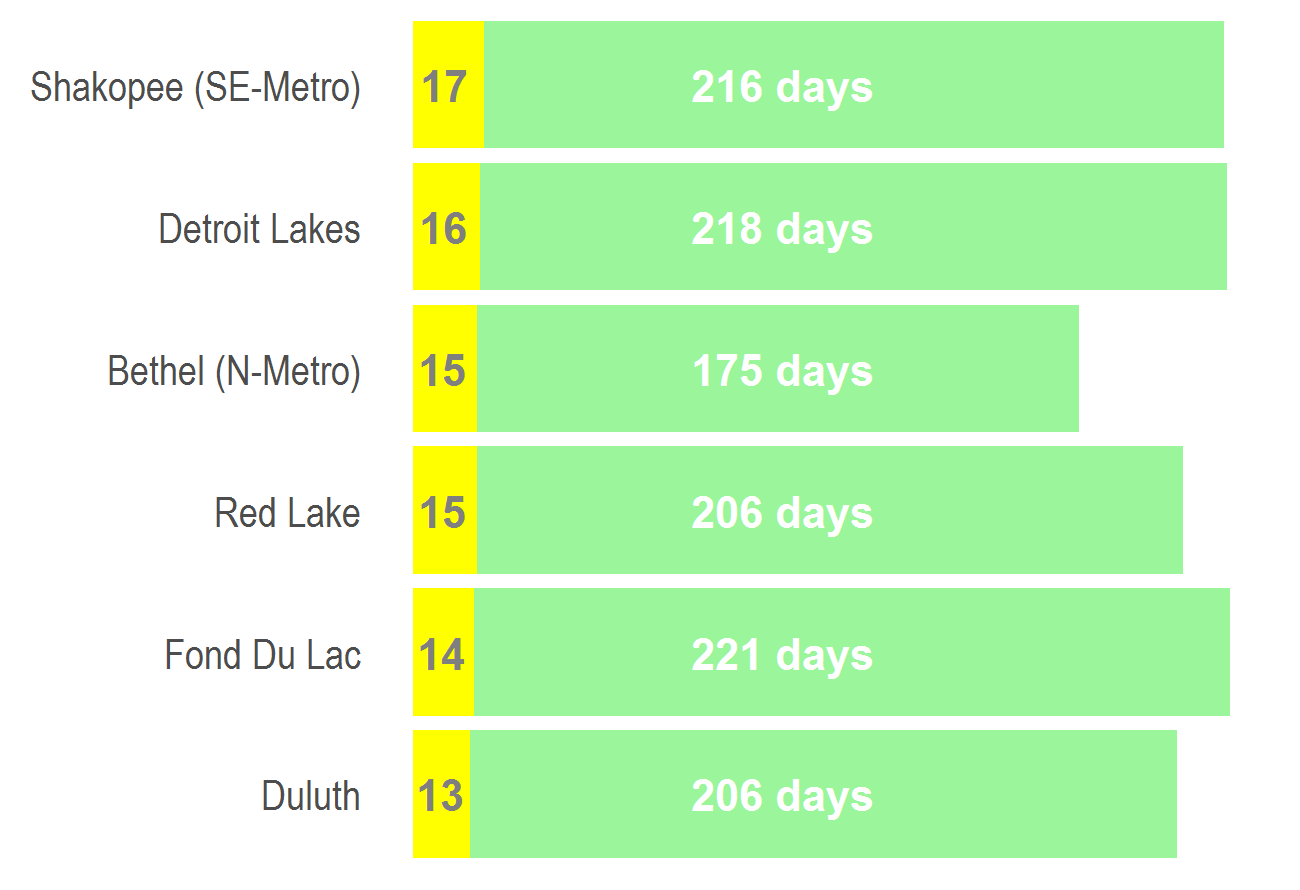 Shakopee (SE-Metro) 17 216 days
Detroit Lakes 16 218 days
Bethel (N-Metro) 15 175 days
Red Lake 15 206 days
Fond Du Lac 14 221 days
Duluth 13 206 days